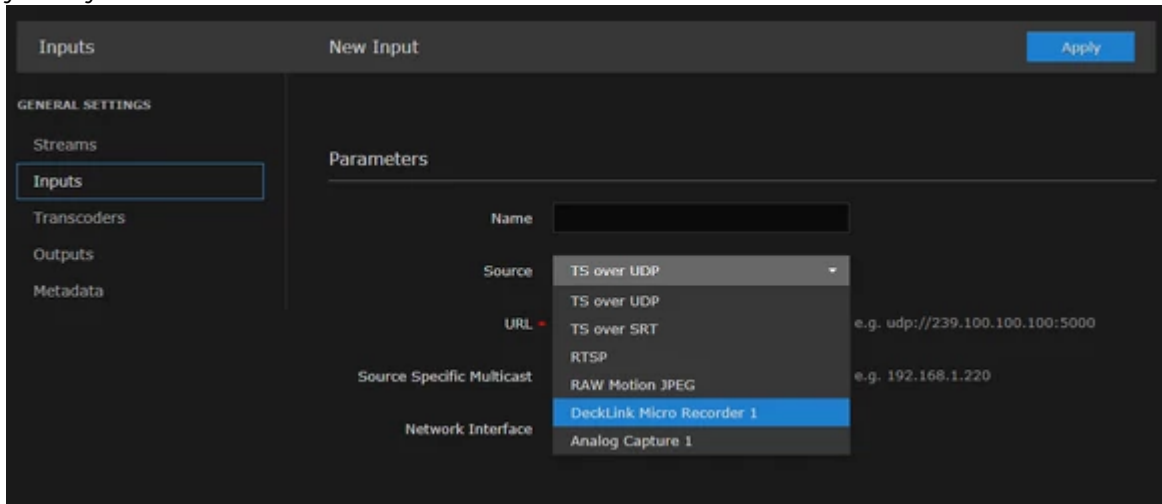 Inputs New Input Apply
GENERAL SETTINGS
Streams
Parameters
Inputs
Transcoders
Name
Outputs
Source TS over UDP
Metadata
TS over UDP
URL * e.g. udp://239.100.100.100:5000
TS over SRT
RTSP
Source Specific Multicast e.g. 192.168.1.220
RAW Motion JPEG
DeckLink Micro Recorder 1
Network Interface
Analog Capture 1